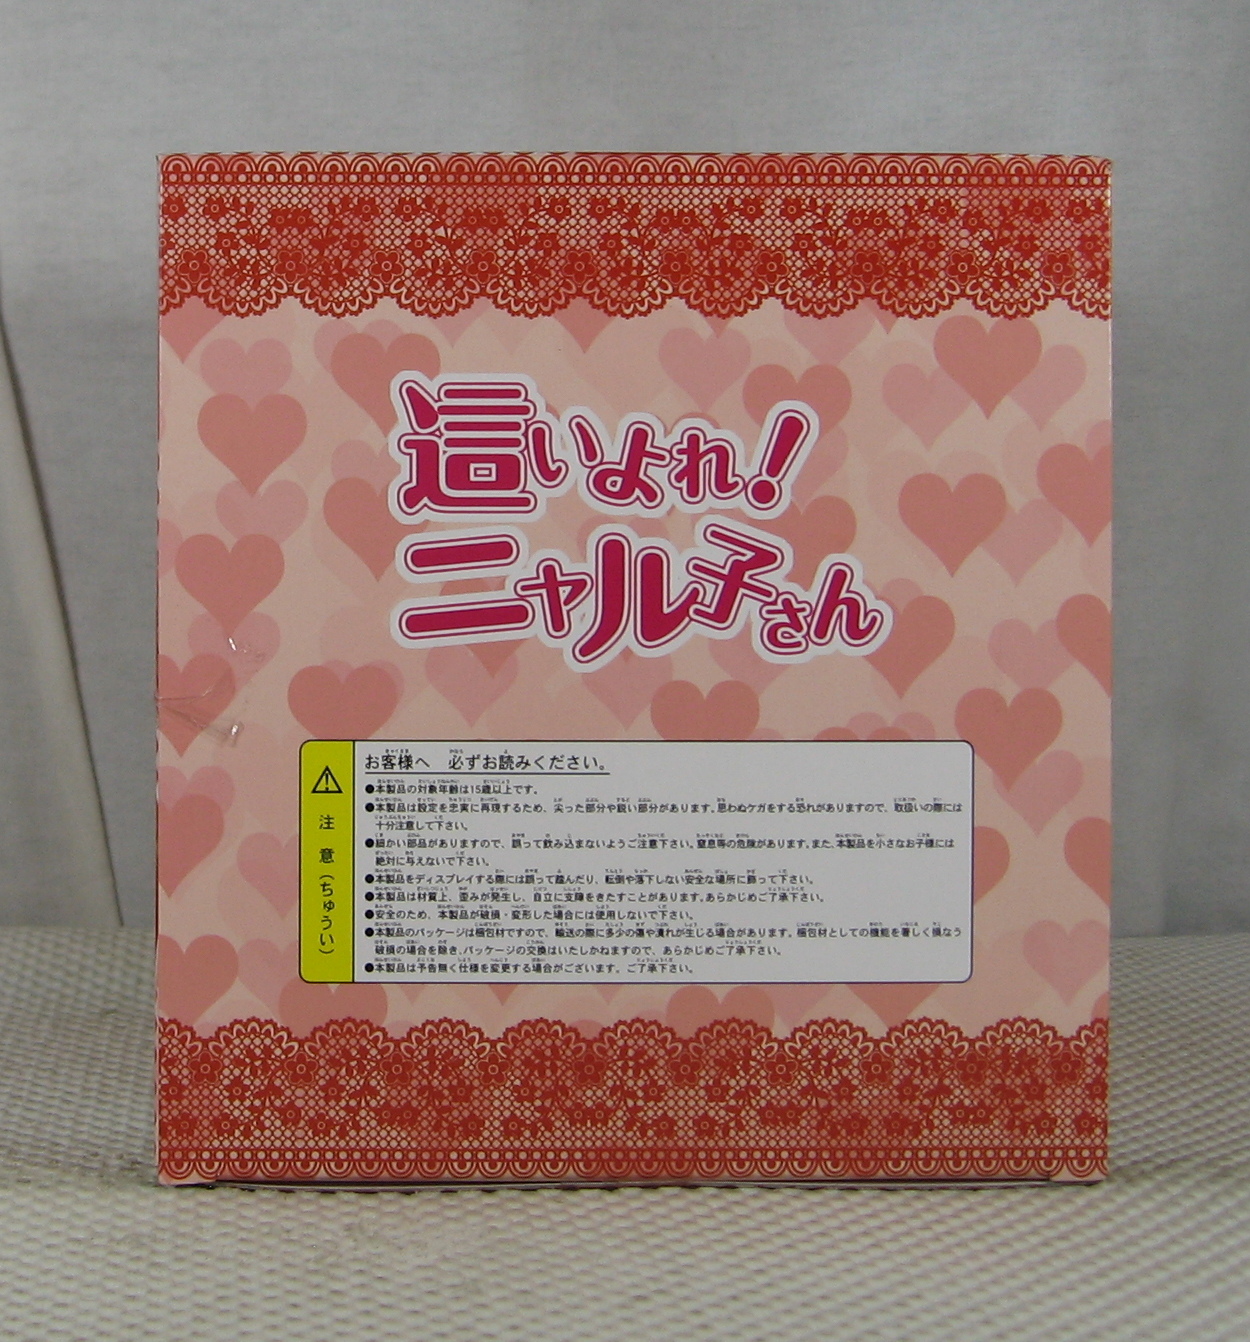 這いよれ!
ニャル子さん
注意(ちゅうい)
お客様へ 必ずお読みください。
●本製品の対象年齢は15歳以上です。
●本製品は設定を忠実に再現するため、尖った部分や鋭い部分があります。思わぬケガをする恐れがありますので、取扱いの際には
十分注意して下さい。
●細かい部品がありますので、誤って飲み込まないようご注意下さい。窒息等の危険があります。また、本製品を小さなお子様には
絶対に与えないで下さい。
●本製品をディスプレイする際には誤って踏んだり、転倒や落下しない安全な場所に飾って下さい。
●本製品は材質上、歪みが発生し、自立に支障をきたすことがあります。あらかじめご了承下さい。
●安全のため、本製品が破損・変形した場合には使用しないで下さい。
●本製品のパッケージは梱包材ですので、輸送の際に多少の傷や潰れが生じる場合があります。梱包材としての機能を著しく損なう
破損の場合を除き、パッケージの交換はいたしかねますので、あらかじめご了承下さい。
●本製品は予告無く仕様を変更する場合がございます。ご了承下さい。